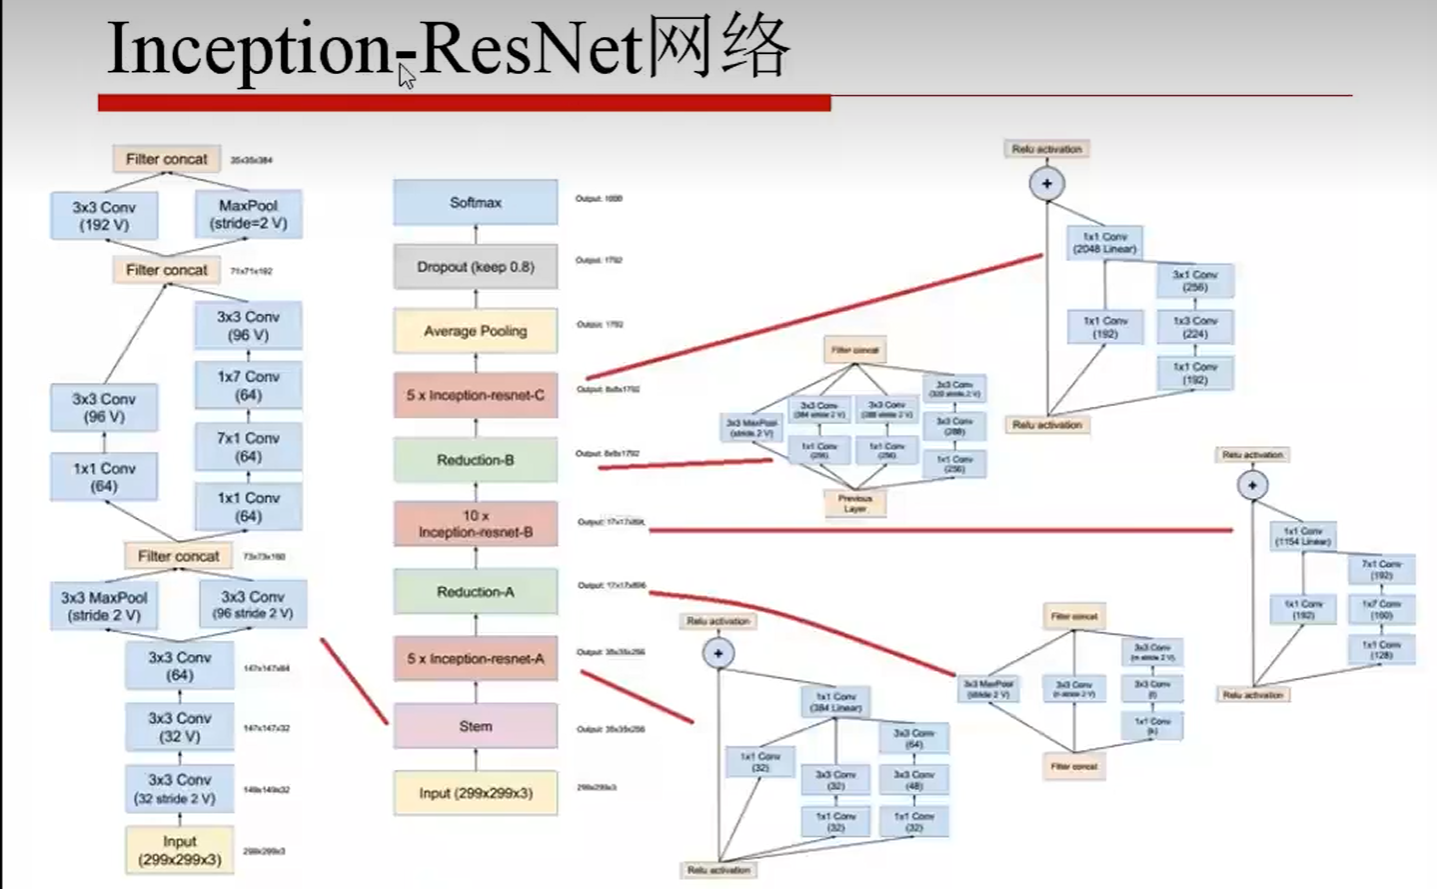 Inception-ResNet网络
Filter concat
35x35x384
3x3 Conv
(192 V)
MaxPool
(stride=2 V)
Filter concat
71x71x192
3x3 Conv
(96 V)
1x7 Conv
(64)
3x3 Conv
(96 V)
7x1 Conv
(64)
1x1 Conv
(64)
1x1 Conv
(64)
Filter concat
73x73x160
3x3 MaxPool
(stride 2 V)
3x3 Conv
(96 stride 2 V)
3x3 Conv
(64)
147x147x64
3x3 Conv
(32 V)
147x147x32
3x3 Conv
(32 stride 2 V)
149x149x32
Input
(299x299x3)
299x299x3
Softmax
Output: 1000
Dropout (keep 0.8)
Output: 1792
Average Pooling
Output: 1792
5 x Inception-resnet-C
Output: 8x8x1792
Reduction-B
Output: 8x8x1792
10 x
Inception-resnet-B
Output: 17x17x896
Reduction-A
Output: 17x17x896
5 x Inception-resnet-A
Output: 35x35x256
Stem
Output: 35x35x256
Input (299x299x3)
299x299x3
Relu activation
+
1x1 Conv
(2048 Linear)
3x1 Conv
(256)
1x1 Conv
(192)
1x3 Conv
(224)
1x1 Conv
(192)
Relu activation
Filter concat
3x3 MaxPool
(stride 2 V)
3x3 Conv
(384 stride 2 V)
3x3 Conv
(288 stride 2 V)
3x3 Conv
(320 stride 2 V)
3x3 Conv
(288)
1x1 Conv
(256)
1x1 Conv
(256)
1x1 Conv
(256)
Previous
Layer
Relu activation
+
1x1 Conv
(1154 Linear)
7x1 Conv
(192)
1x1 Conv
(192)
1x7 Conv
(160)
1x1 Conv
(128)
Relu activation
Relu activation
+
1x1 Conv
(384 Linear)
1x1 Conv
(32)
3x3 Conv
(64)
3x3 Conv
(32)
3x3 Conv
(48)
1x1 Conv
(32)
1x1 Conv
(32)
Relu activation
Filter concat
3x3 MaxPool
(stride 2 V)
3x3 Conv
(n stride 2 V)
3x3 Conv
(m stride 2 V)
3x3 Conv
(l)
1x1 Conv
(k)
Filter concat